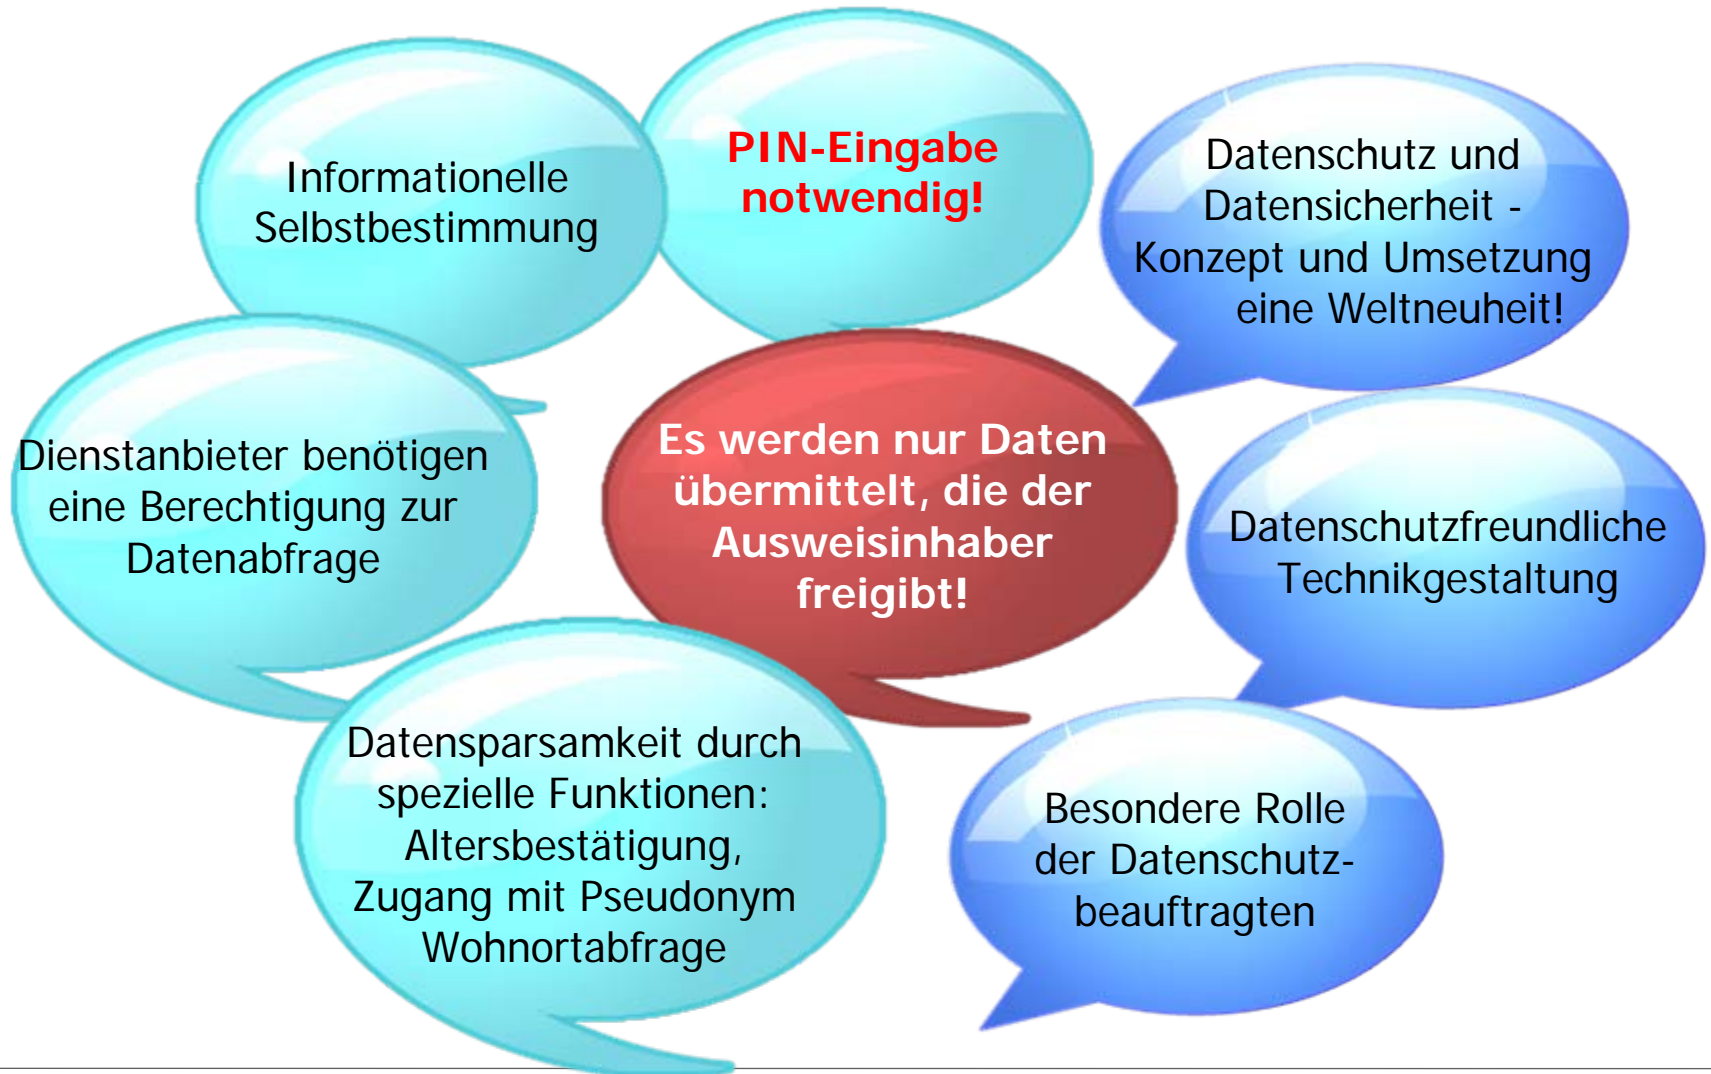 Informationelle
Selbstbestimmung
PIN-Eingabe
notwendig!
Datenschutz und
Datensicherheit -
Konzept und Umsetzung
eine Weltneuheit!
Dienstanbieter benötigen
eine Berechtigung zur
Datenabfrage
Es werden nur Daten
übermittelt, die der
Ausweisinhaber
freigibt!
Datenschutzfreundliche
Technikgestaltung
Datensparsamkeit durch
spezielle Funktionen:
Altersbestätigung,
Zugang mit Pseudonym
Wohnortabfrage
Besondere Rolle
der Datenschutz-
beauftragten